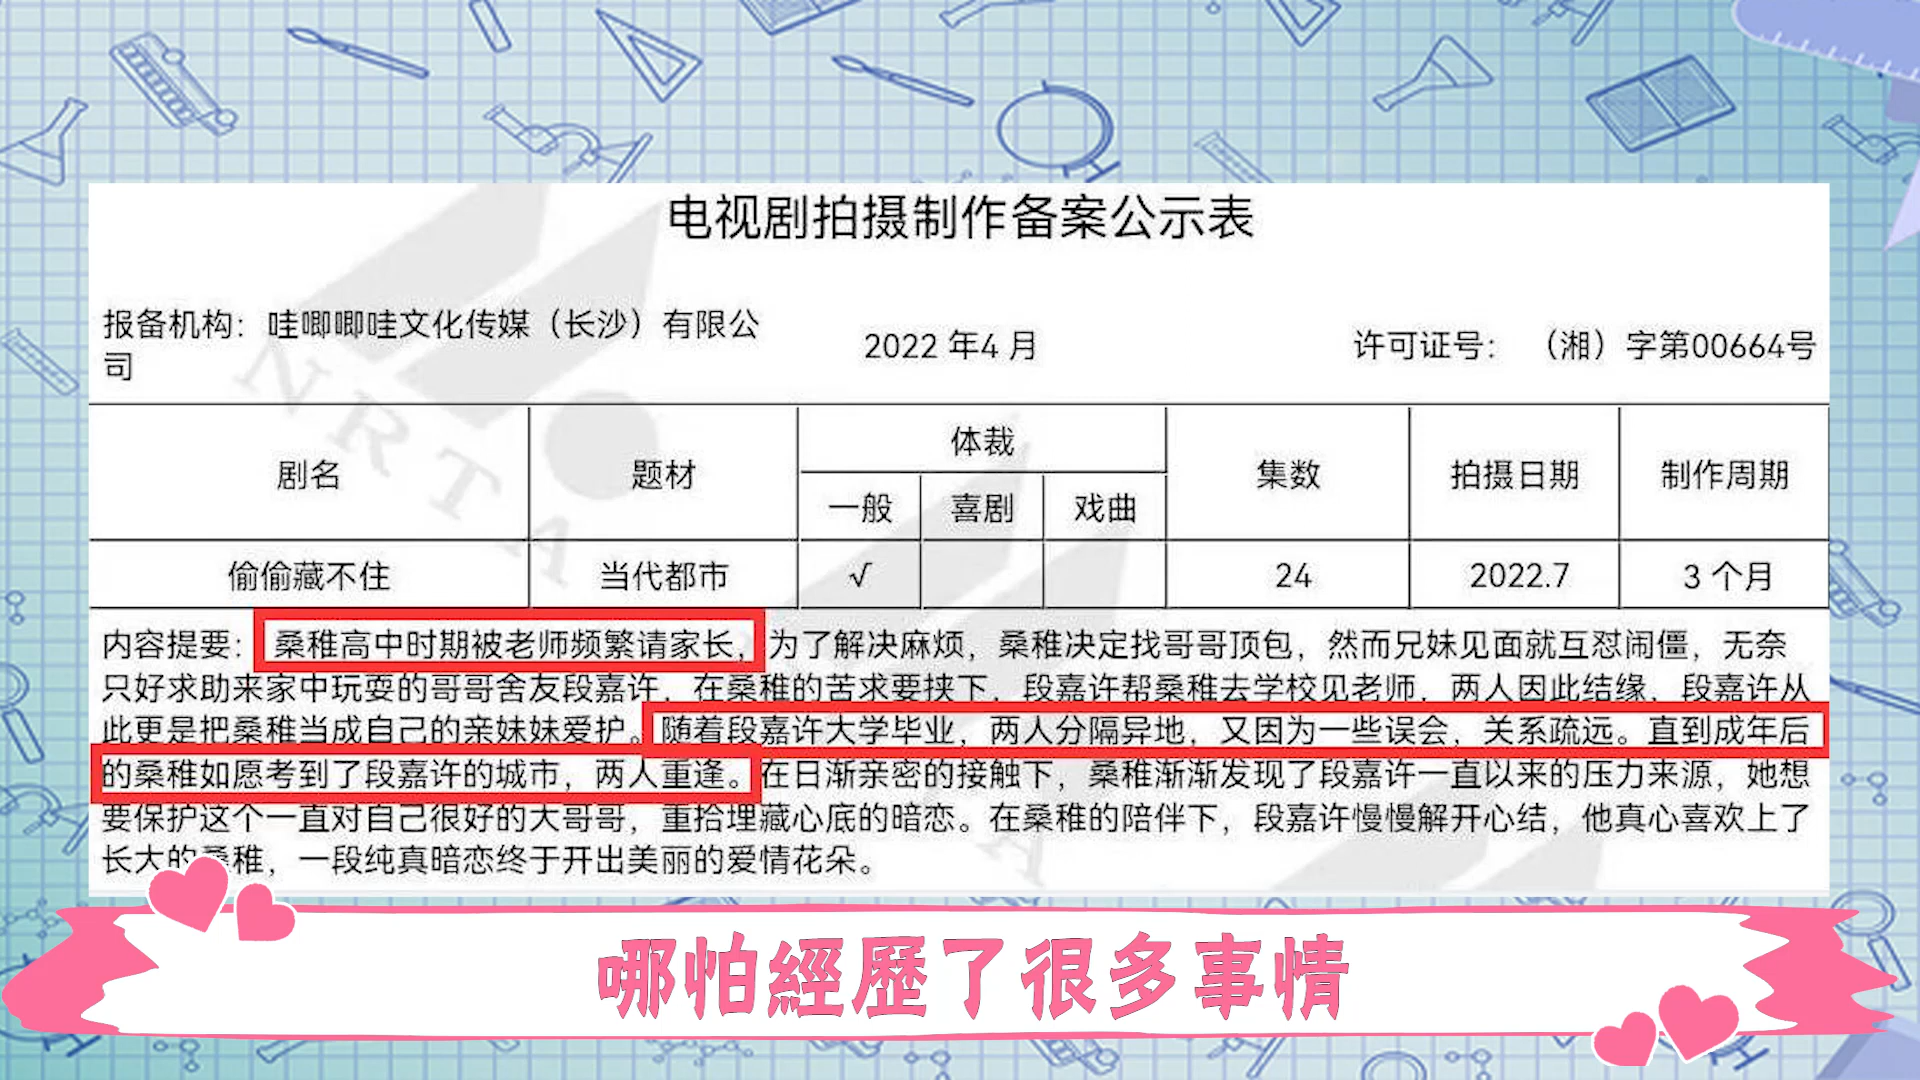 电视剧拍摄制作备案公示表
报备机构：哇唧唧哇文化传媒（长沙）有限公
司
2022 年4 月
许可证号： （湘）字第00664号
剧名
题材
体裁
一般
喜剧
戏曲
集数
拍摄日期
制作周期
偷偷藏不住
当代都市
√
24
2022.7
3 个月
内容提要：桑稚高中时期被老师频繁请家长，为了解决麻烦，桑稚决定找哥哥顶包，然而兄妹见面就互怼闹僵，无奈
只好求助来家中玩耍的哥哥舍友段嘉许，在桑稚的苦求要挟下，段嘉许帮桑稚去学校见老师，两人因此结缘，段嘉许从
此更是把桑稚当成自己的亲妹妹爱护。随着段嘉许大学毕业，两人分隔异地，又因为一些误会，关系疏远。直到成年后
的桑稚如愿考到了段嘉许的城市，两人重逢。在日渐亲密的接触下，桑稚渐渐发现了段嘉许一直以来的压力来源，她想
要保护这个一直对自己很好的大哥哥，重拾埋藏心底的暗恋。在桑稚的陪伴下，段嘉许慢慢解开心结，他真心喜欢上了
长大的桑稚，一段纯真暗恋终于开出美丽的爱情花朵。
NRTA
哪怕經歷了很多事情